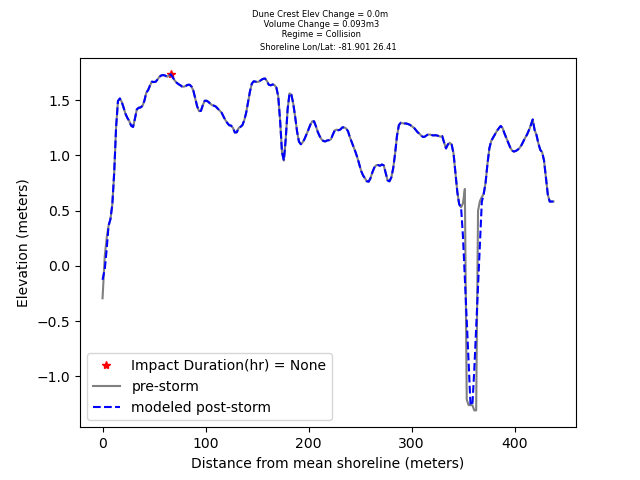 Dune Crest Elev Change = 0.0m
Volume Change = 0.093m3
Regime = Collision
Shoreline Lon/Lat: -81.901 26.41
Elevation (meters)
1.5
1.0
0.5
0.0
−0.5
−1.0
Impact Duration(hr) = None
pre-storm
modeled post-storm
0 100 200 300 400
Distance from mean shoreline (meters)